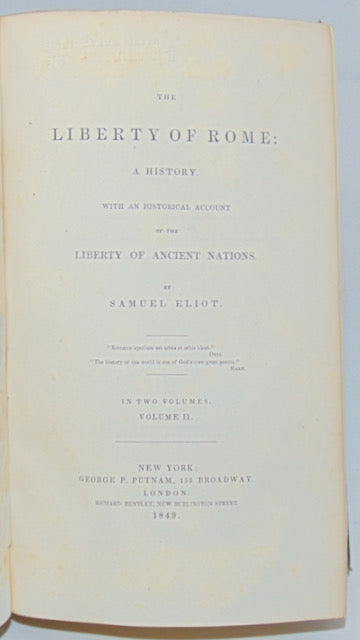 THE
LIBERTY OF ROME:
A HISTORY.
WITH AN HISTORICAL ACCOUNT
OF THE
LIBERTY OF ANCIENT NATIONS.
BY
SAMUEL ELIOT.
"Romanæ spatium est urbis et orbis idem."
OVID.
"The history of the world is one of God's own great poems."
HARE.
IN TWO VOLUMES.
VOLUME II.
NEW YORK:
GEORGE P. PUTNAM, 155 BROADWAY.
LONDON:
RICHARD BENTLEY, NEW BURLINGTON STREET.
1849.